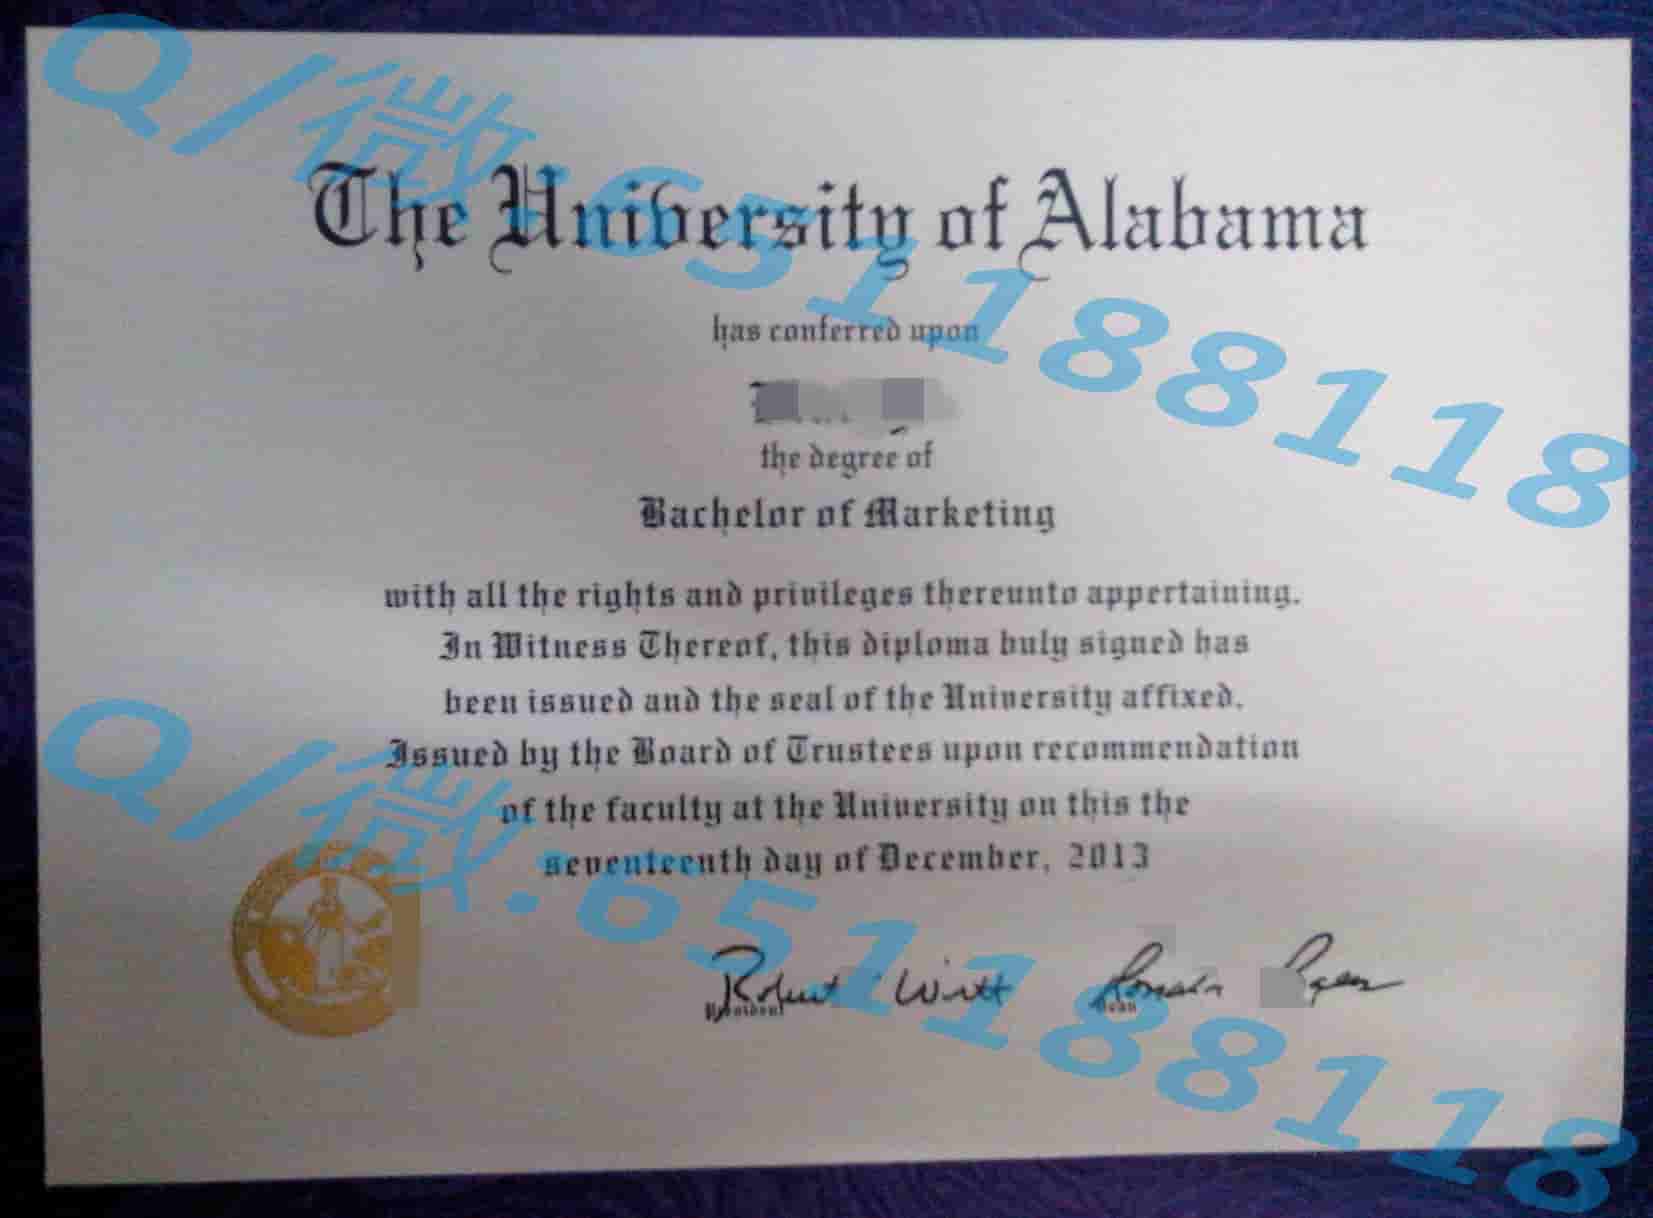 Q/微:651188118
The University of Alabama
has conferred upon
the degree of
Bachelor of Marketing
with all the rights and privileges thereunto appertaining.
In Witness Thereof, this diploma buly signed has
been issued and the seal of the University affixed.
Issued by the Board of Trustees upon recommendation
of the faculty at the University on this the
seventeenth day of December, 2013
Q/微:651188118
Robert Witt
President
Dean